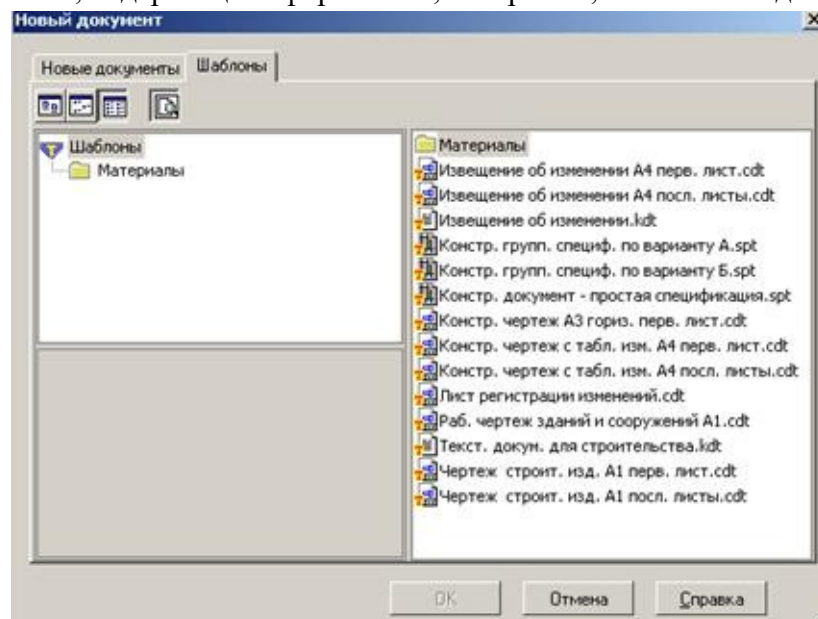 Новый документ
Новые документы Шаблоны
Шаблоны
Материалы
Материалы
Извещение об изменении А4 перв. лист.cdt
Извещение об изменении А4 посл. листы.cdt
Извещение об изменении.kdt
Констр. групп. специф. по варианту А.spt
Констр. групп. специф. по варианту Б.spt
Констр. документ - простая спецификация.spt
Констр. чертеж А3 гориз. перв. лист.cdt
Констр. чертеж с табл. изм. А4 перв. лист.cdt
Констр. чертеж с табл. изм. А4 посл. листы.cdt
Лист регистрации изменений.cdt
Раб. чертеж зданий и сооружений А1.cdt
Текст. докум. для строительства.kdt
Чертеж строит. изд. А1 перв. лист.cdt
Чертеж строит. изд. А1 посл. листы.cdt
OK Отмена Справка